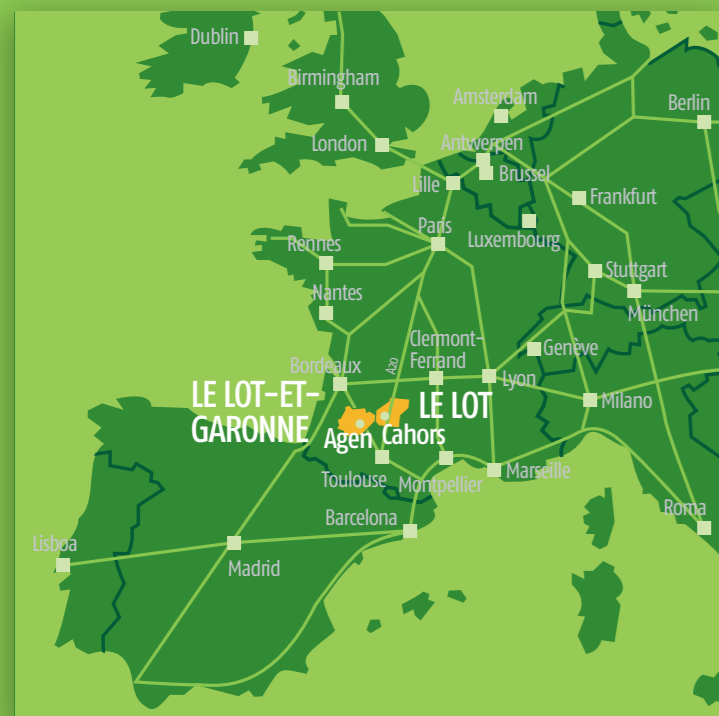 Dublin
Birmingham
Amsterdam
Berlin
London
Antwerpen
Brussel
Lille
Frankfurt
Paris
Luxembourg
Rennes
Stuttgart
Nantes
München
Clermont-
Ferrand
Genève
A20
Bordeaux
Lyon
LE LOT-ET-
GARONNE
LE LOT
Milano
Agen
Cahors
Toulouse
Montpellier
Marseille
Roma
Barcelona
Lisboa
Madrid